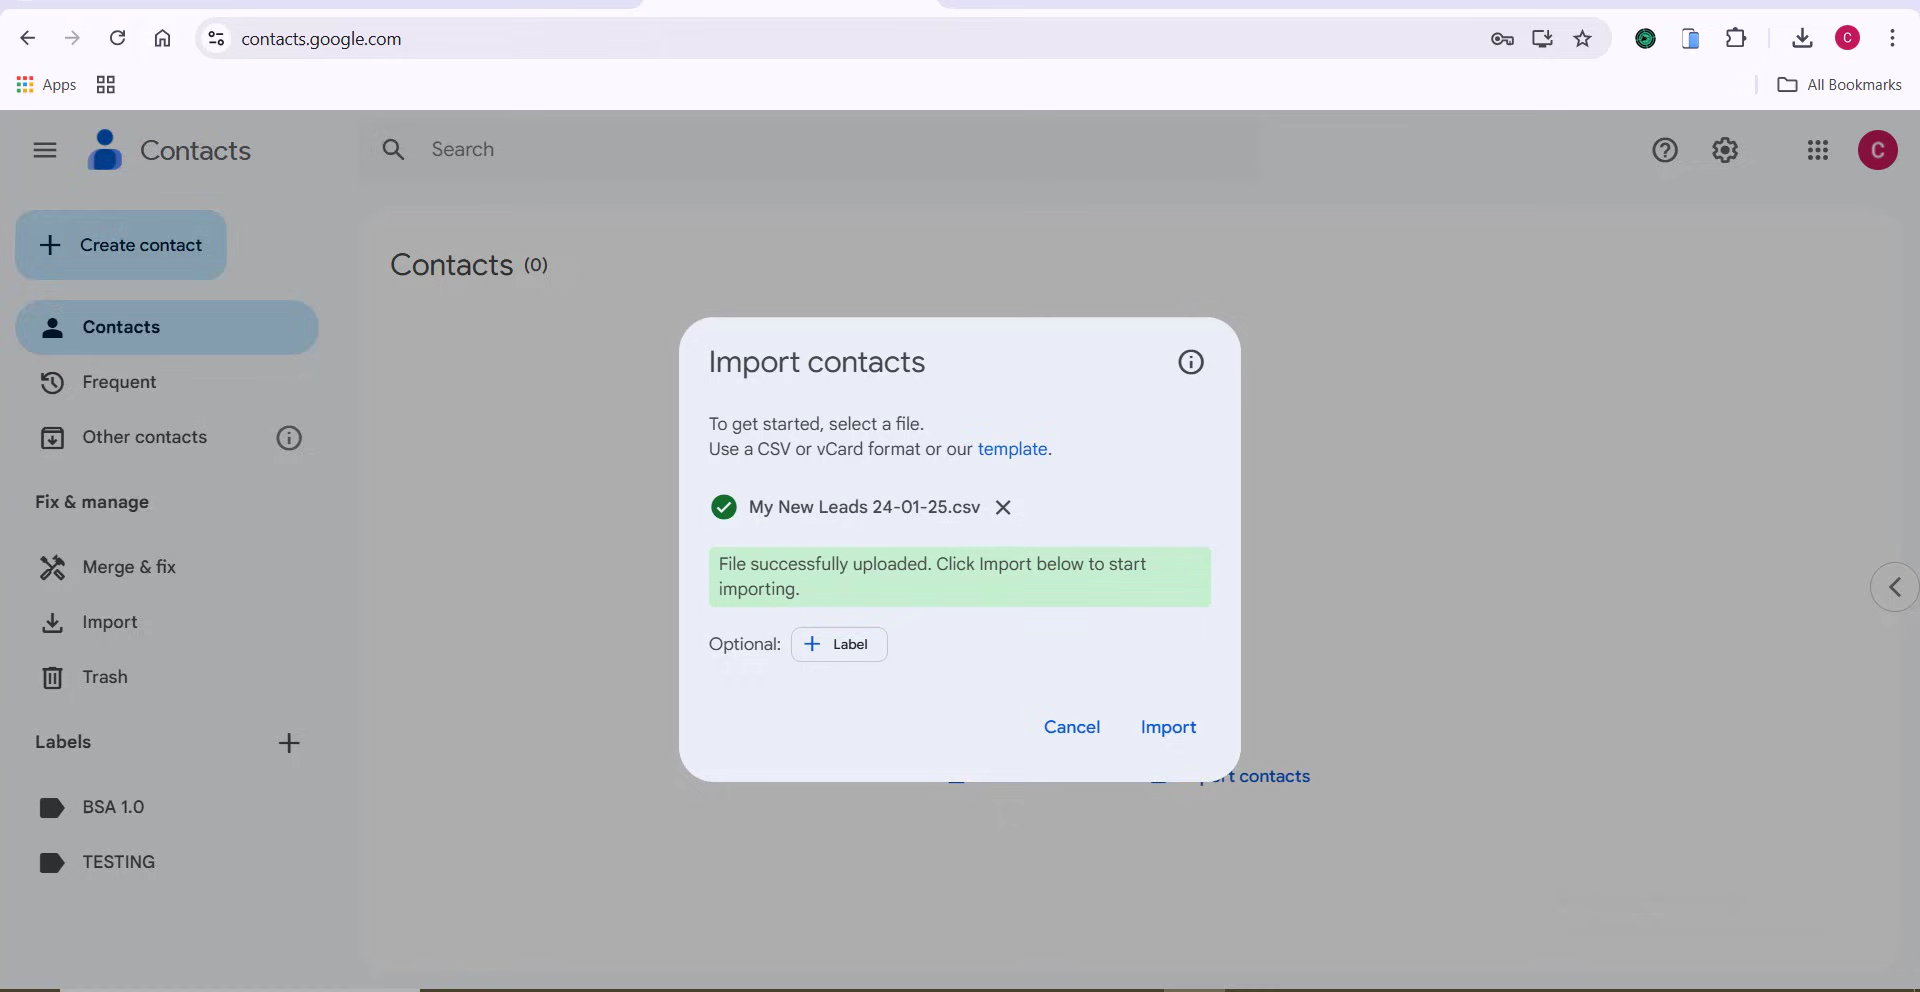 contacts.google.com
C
Apps
All Bookmarks
Contacts
Search
C
Create contact
Contacts
Frequent
Other contacts
Fix & manage
Merge & fix
Import
Trash
Labels
BSA 1.0
TESTING
Contacts (0)
Import contacts
To get started, select a file.
Use a CSV or vCard format or our template.
My New Leads 24-01-25.csv
File successfully uploaded. Click Import below to start
importing.
Optional: Label
Cancel Import
contacts